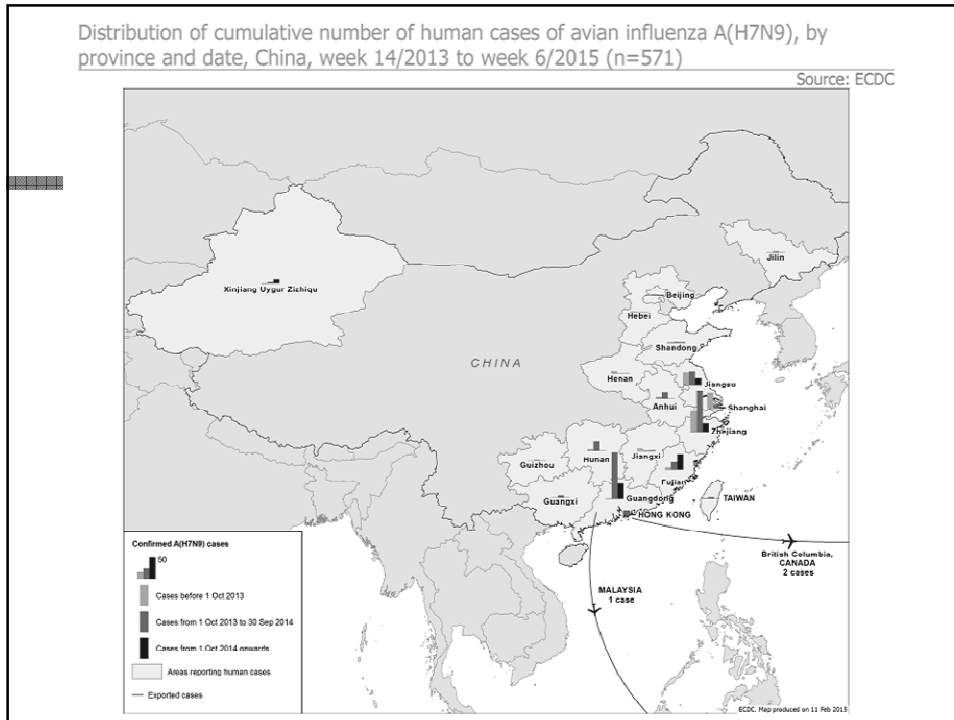 Distribution of cumulative number of human cases of avian influenza A(H7N9), by
province and date, China, week 14/2013 to week 6/2015 (n=571)
Source: ECDC
Jilin
Xinjiang Uygur Zizhiqu
Beijing
Hebei
Shandong
CHINA
Henan
Jiangsu
Anhui
Shanghai
Zhejiang
Hunan
Jiangxi
Guizhou
Fujian
Guangxi
Guangdong
TAIWAN
HONG KONG
British Columbia,
CANADA
2 cases
MALAYSIA
1 case
Confirmed A(H7N9) cases
50
Cases before 1 Oct 2013
Cases from 1 Oct 2013 to 30 Sep 2014
Cases from 1 Oct 2014 onwards
Areas reporting human cases
Exported cases
ECDC. Map produced on 11 Feb 2015